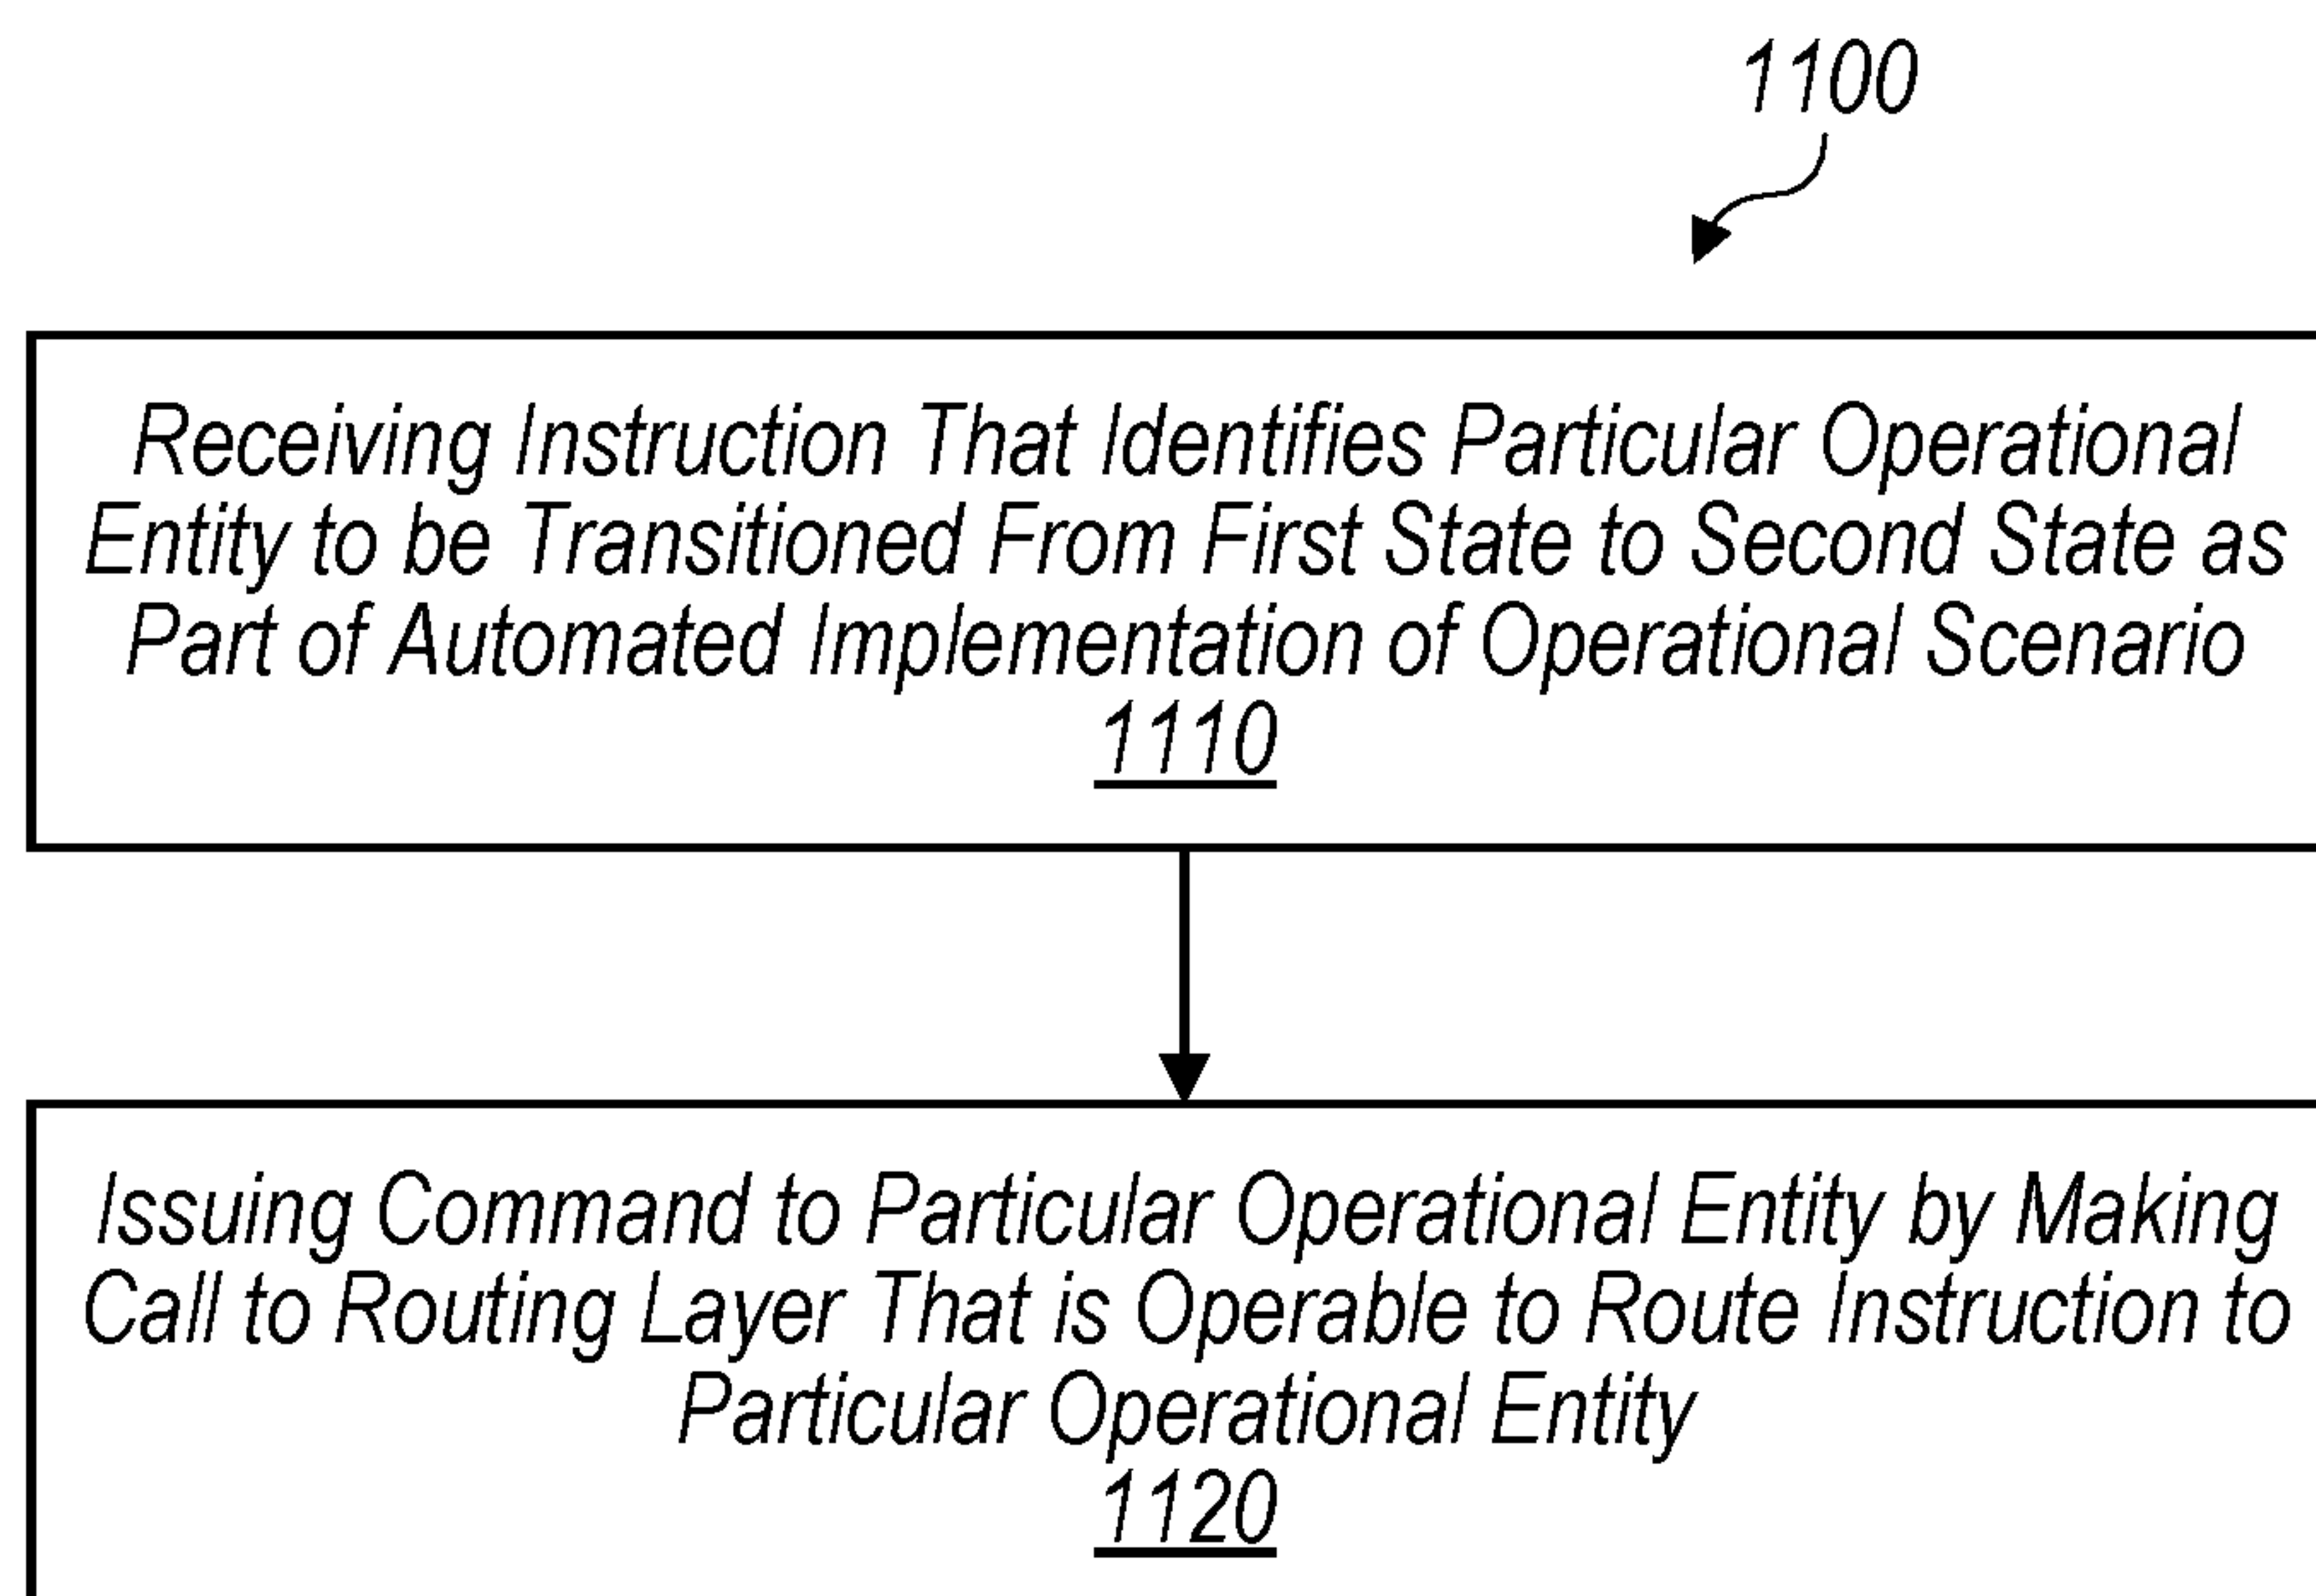 1100
Receiving Instruction That Identifies Particular Operational
Entity to be Transitioned From First State to Second State as
Part of Automated Implementation of Operational Scenario
1110
Issuing Command to Particular Operational Entity by Making
Call to Routing Layer That is Operable to Route Instruction to
Particular Operational Entity
1120